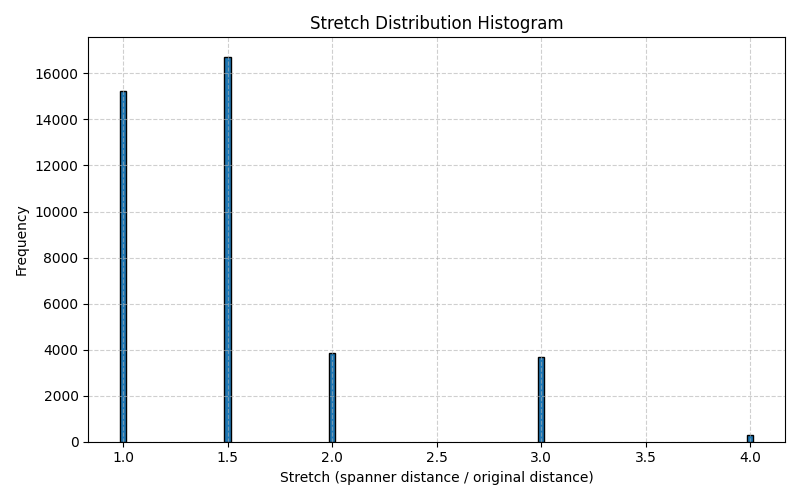 Stretch Distribution Histogram
Frequency
16000
14000
12000
10000
8000
6000
4000
2000
0
1.0 1.5 2.0 2.5 3.0 3.5 4.0
Stretch (spanner distance / original distance)